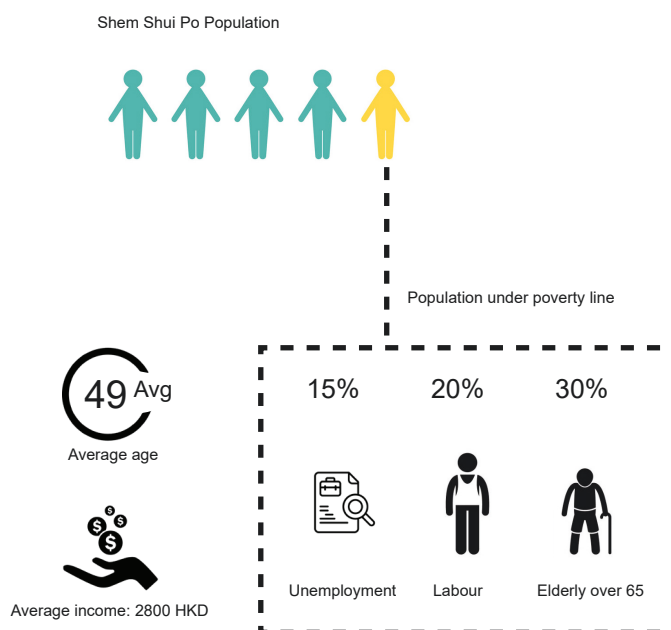 Shem Shui Po Population
Population under poverty line
49 Avg
Average age
15% 20% 30%
Unemployment Labour Elderly over 65
$ $ $ $
Average income: 2800 HKD